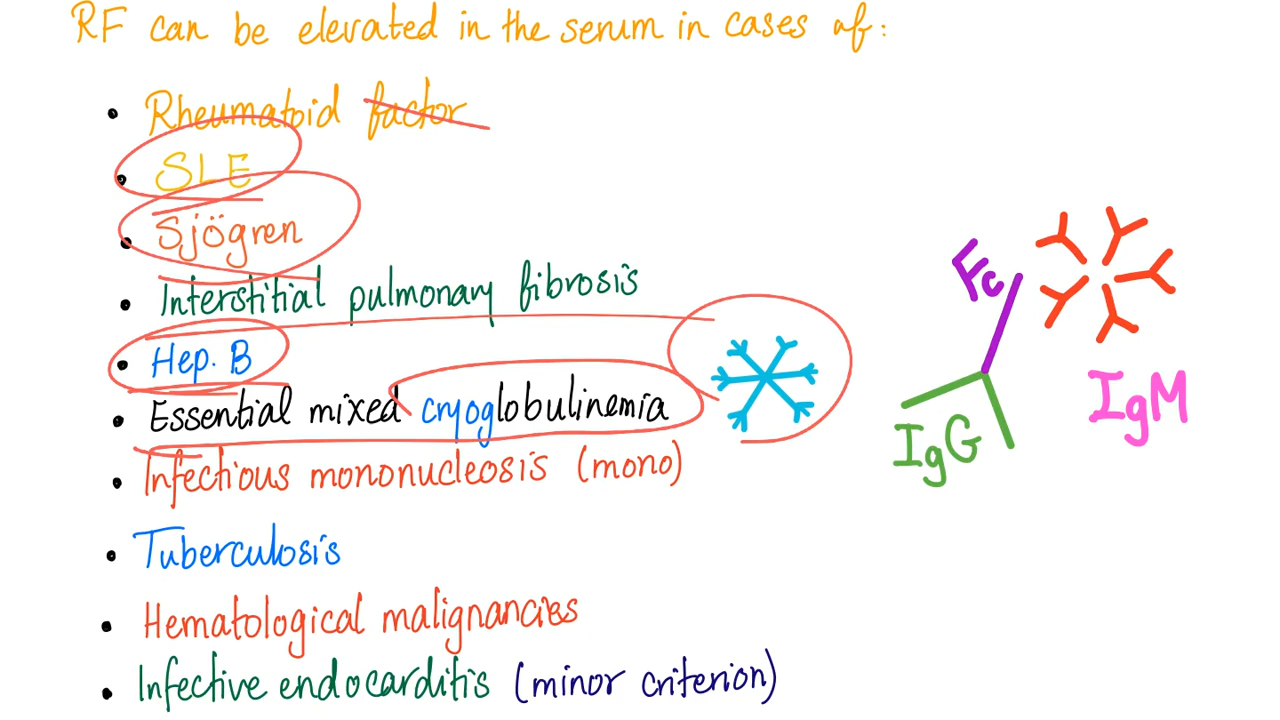 RF can be elevated in the serum in cases of:
• Rheumatoid factor
• SLE
• Sjögren
• Interstitial pulmonary fibrosis
• Hep. B
• Essential mixed cryoglobulinemia
• Infectious mononucleosis (mono)
• Tuberculosis
• Hematological malignancies
• Infective endocarditis (minor criterion)
Fc
IgG
IgM